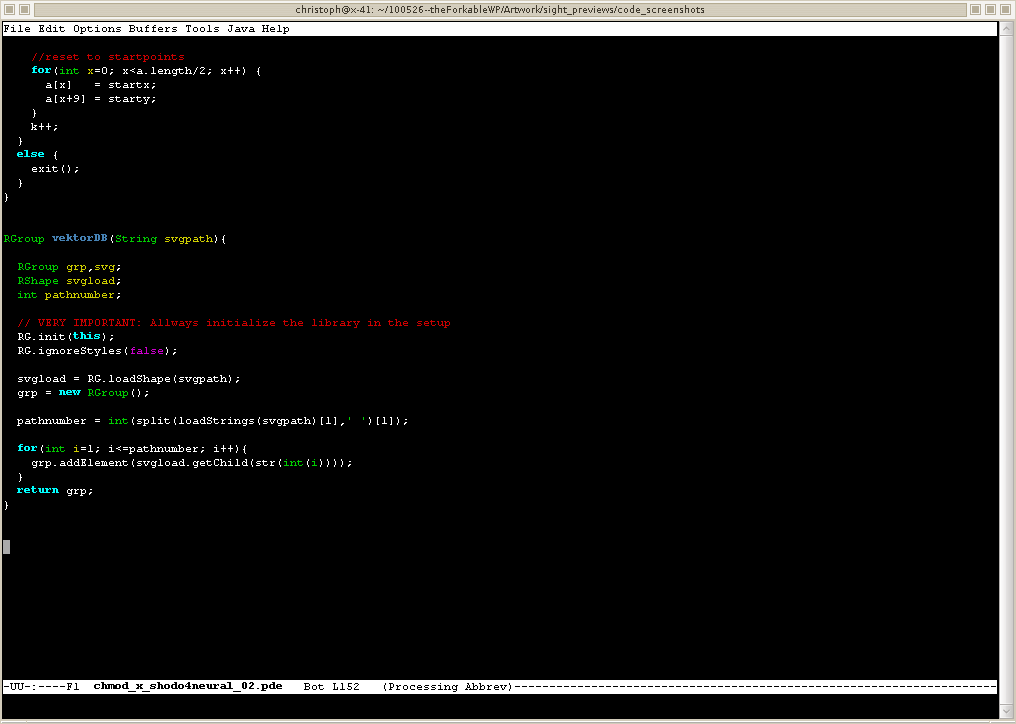 christoph@x-41: ~/100526--theForkableWP/Artwork/sight_previews/code_screenshots
File Edit Options Buffers Tools Java Help
//reset to startpoints
for(int x=0; x<a.length/2; x++) {
a[x]   = startx;
a[x+9] = starty;
}
k++;
}
else {
exit();
}
}
RGroup vektorDB(String svgpath){
RGroup grp,svg;
RShape svgload;
int pathnumber;
// VERY IMPORTANT: Allways initialize the library in the setup
RG.init(this);
RG.ignoreStyles(false);
svgload = RG.loadShape(svgpath);
grp = new RGroup();
pathnumber = int(split(loadStrings(svgpath)[1],' ')[1]);
for(int i=1; i<=pathnumber; i++){
grp.addElement(svgload.getChild(str(int(i))));
}
return grp;
}
-UU-:----F1  chmod_x_shodo4neural_02.pde   Bot L152   (Processing Abbrev)---------------------------------------------------------------------